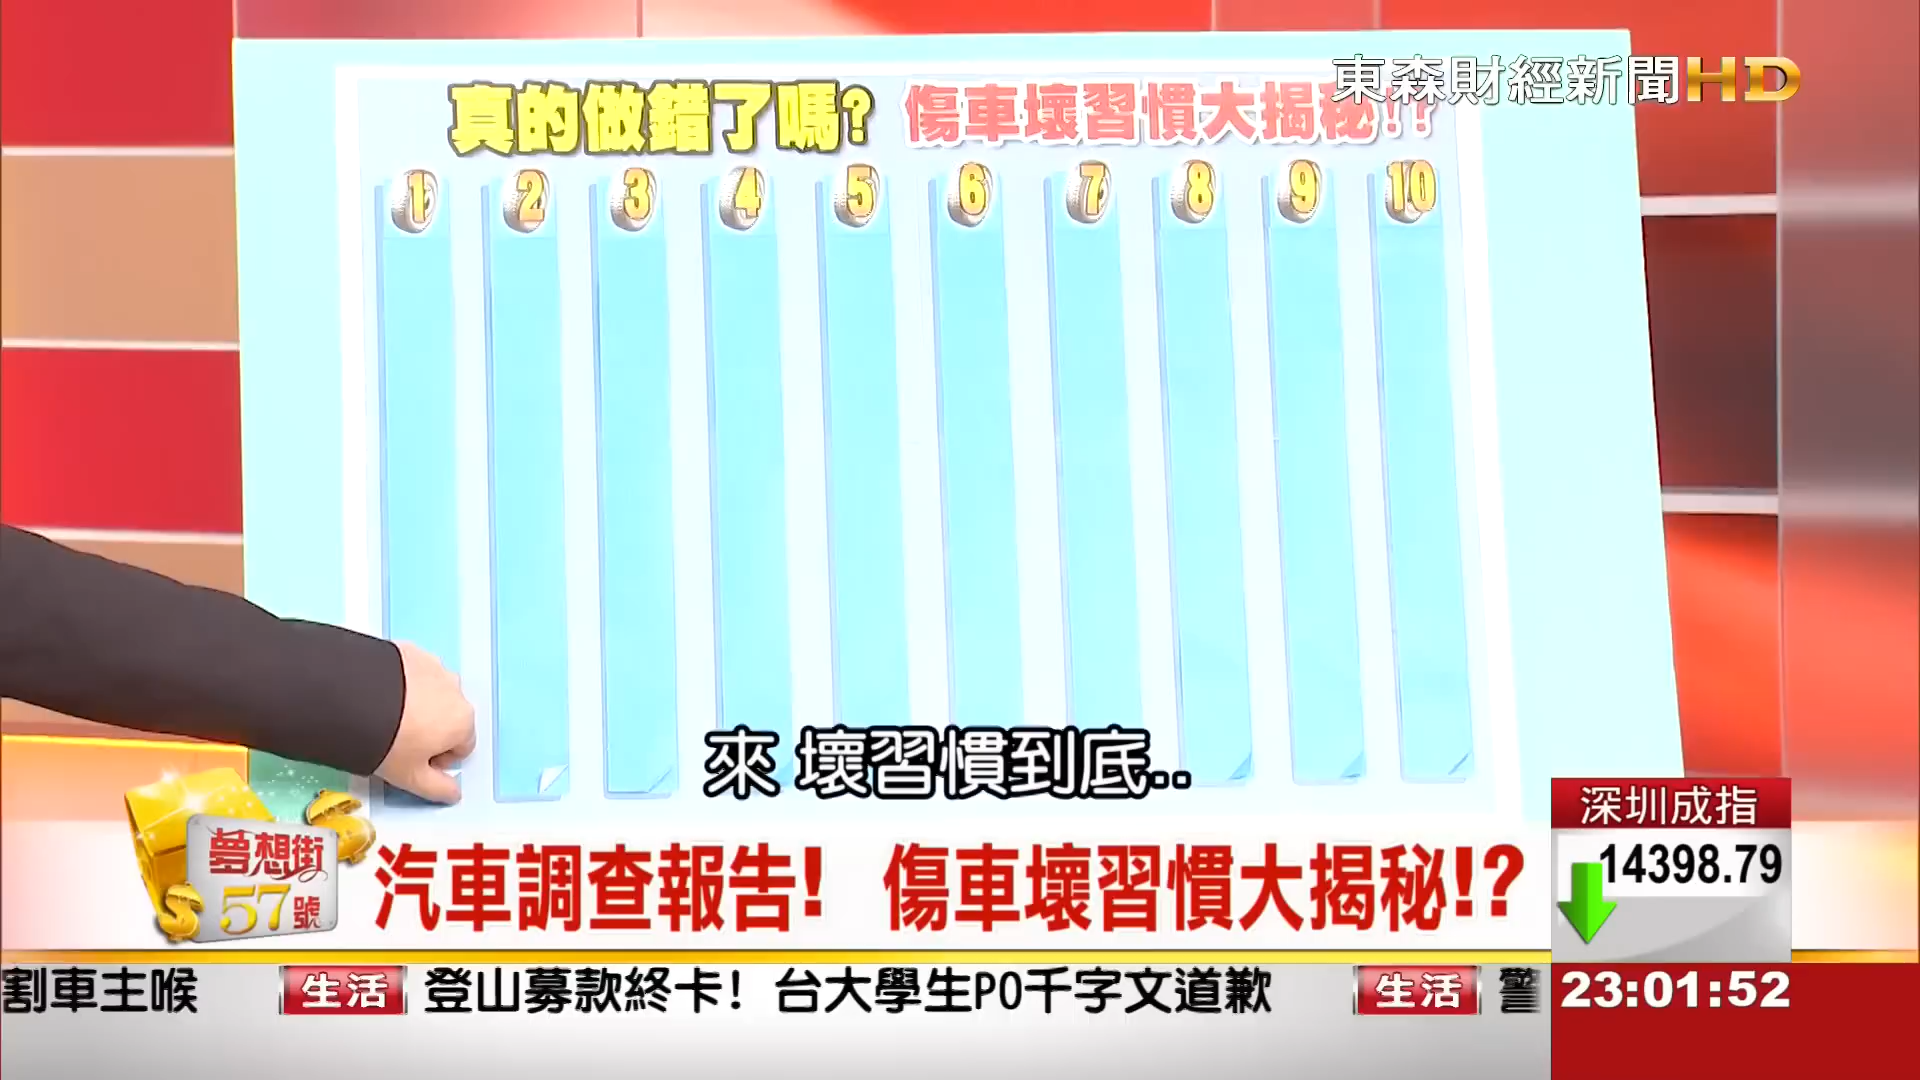 東森財經新聞HD
真的做錯了嗎? 傷車壞習慣大揭秘!?
1 2 3 4 5 6 7 8 9 10
來 壞習慣到底..
夢想街
57號
汽車調查報告! 傷車壞習慣大揭秘!?
深圳成指
14398.79
割車主喉 生活 登山募款終卡! 台大學生PO千字文道歉 生活 警
23:01:52